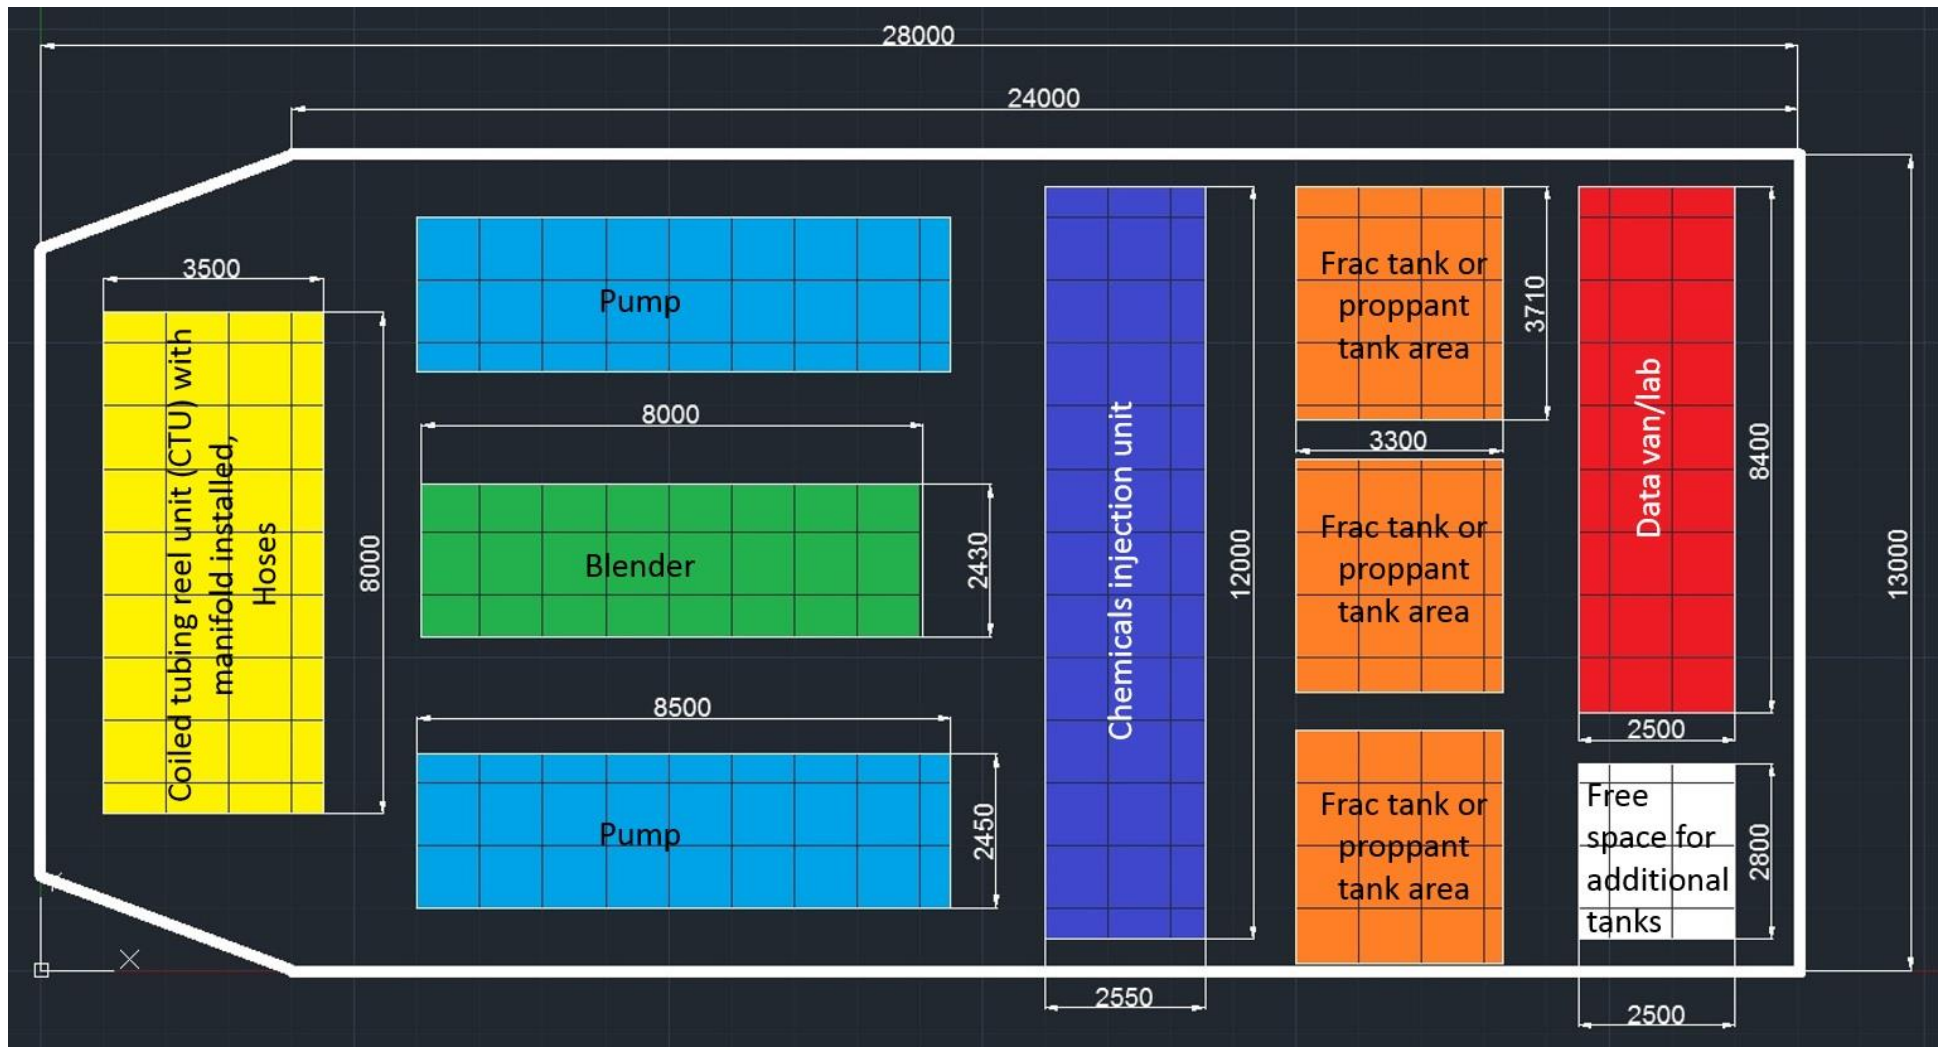 28000
24000
3500
Coiled tubing reel unit (CTU) with
manifold installed,
Hoses
8000
Pump
8000
Blender
2430
8500
Pump
2450
Chemicals injection unit
12000
2550
Frac tank or
proppant
tank area
3710
3300
Frac tank or
proppant
tank area
Frac tank or
proppant
tank area
Data van/lab
8400
2500
Free
space for
additional
tanks
2800
2500
13000